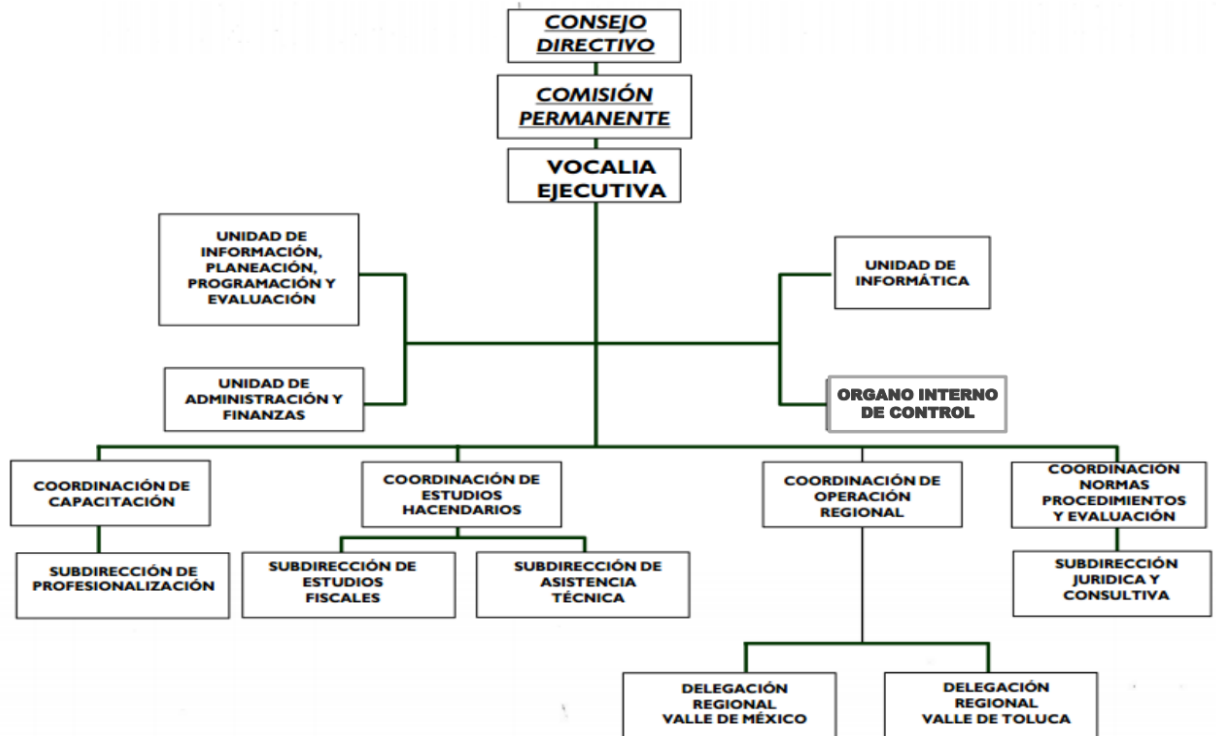 CONSEJO
DIRECTIVO
COMISIÓN
PERMANENTE
VOCALIA
EJECUTIVA
UNIDAD DE
INFORMACIÓN,
PLANEACIÓN,
PROGRAMACIÓN Y
EVALUACIÓN
UNIDAD DE
INFORMÁTICA
UNIDAD DE
ADMINISTRACIÓN Y
FINANZAS
ORGANO INTERNO
DE CONTROL
COORDINACIÓN DE
CAPACITACIÓN
COORDINACIÓN DE
ESTUDIOS
HACENDARIOS
COORDINACIÓN DE
OPERACIÓN
REGIONAL
COORDINACIÓN
NORMAS
PROCEDIMIENTOS
Y EVALUACIÓN
SUBDIRECCIÓN DE
PROFESIONALIZACIÓN
SUBDIRECCIÓN DE
ESTUDIOS
FISCALES
SUBDIRECCIÓN DE
ASISTENCIA
TÉCNICA
SUBDIRECCIÓN
JURIDICA Y
CONSULTIVA
DELEGACIÓN
REGIONAL
VALLE DE MÉXICO
DELEGACIÓN
REGIONAL
VALLE DE TOLUCA